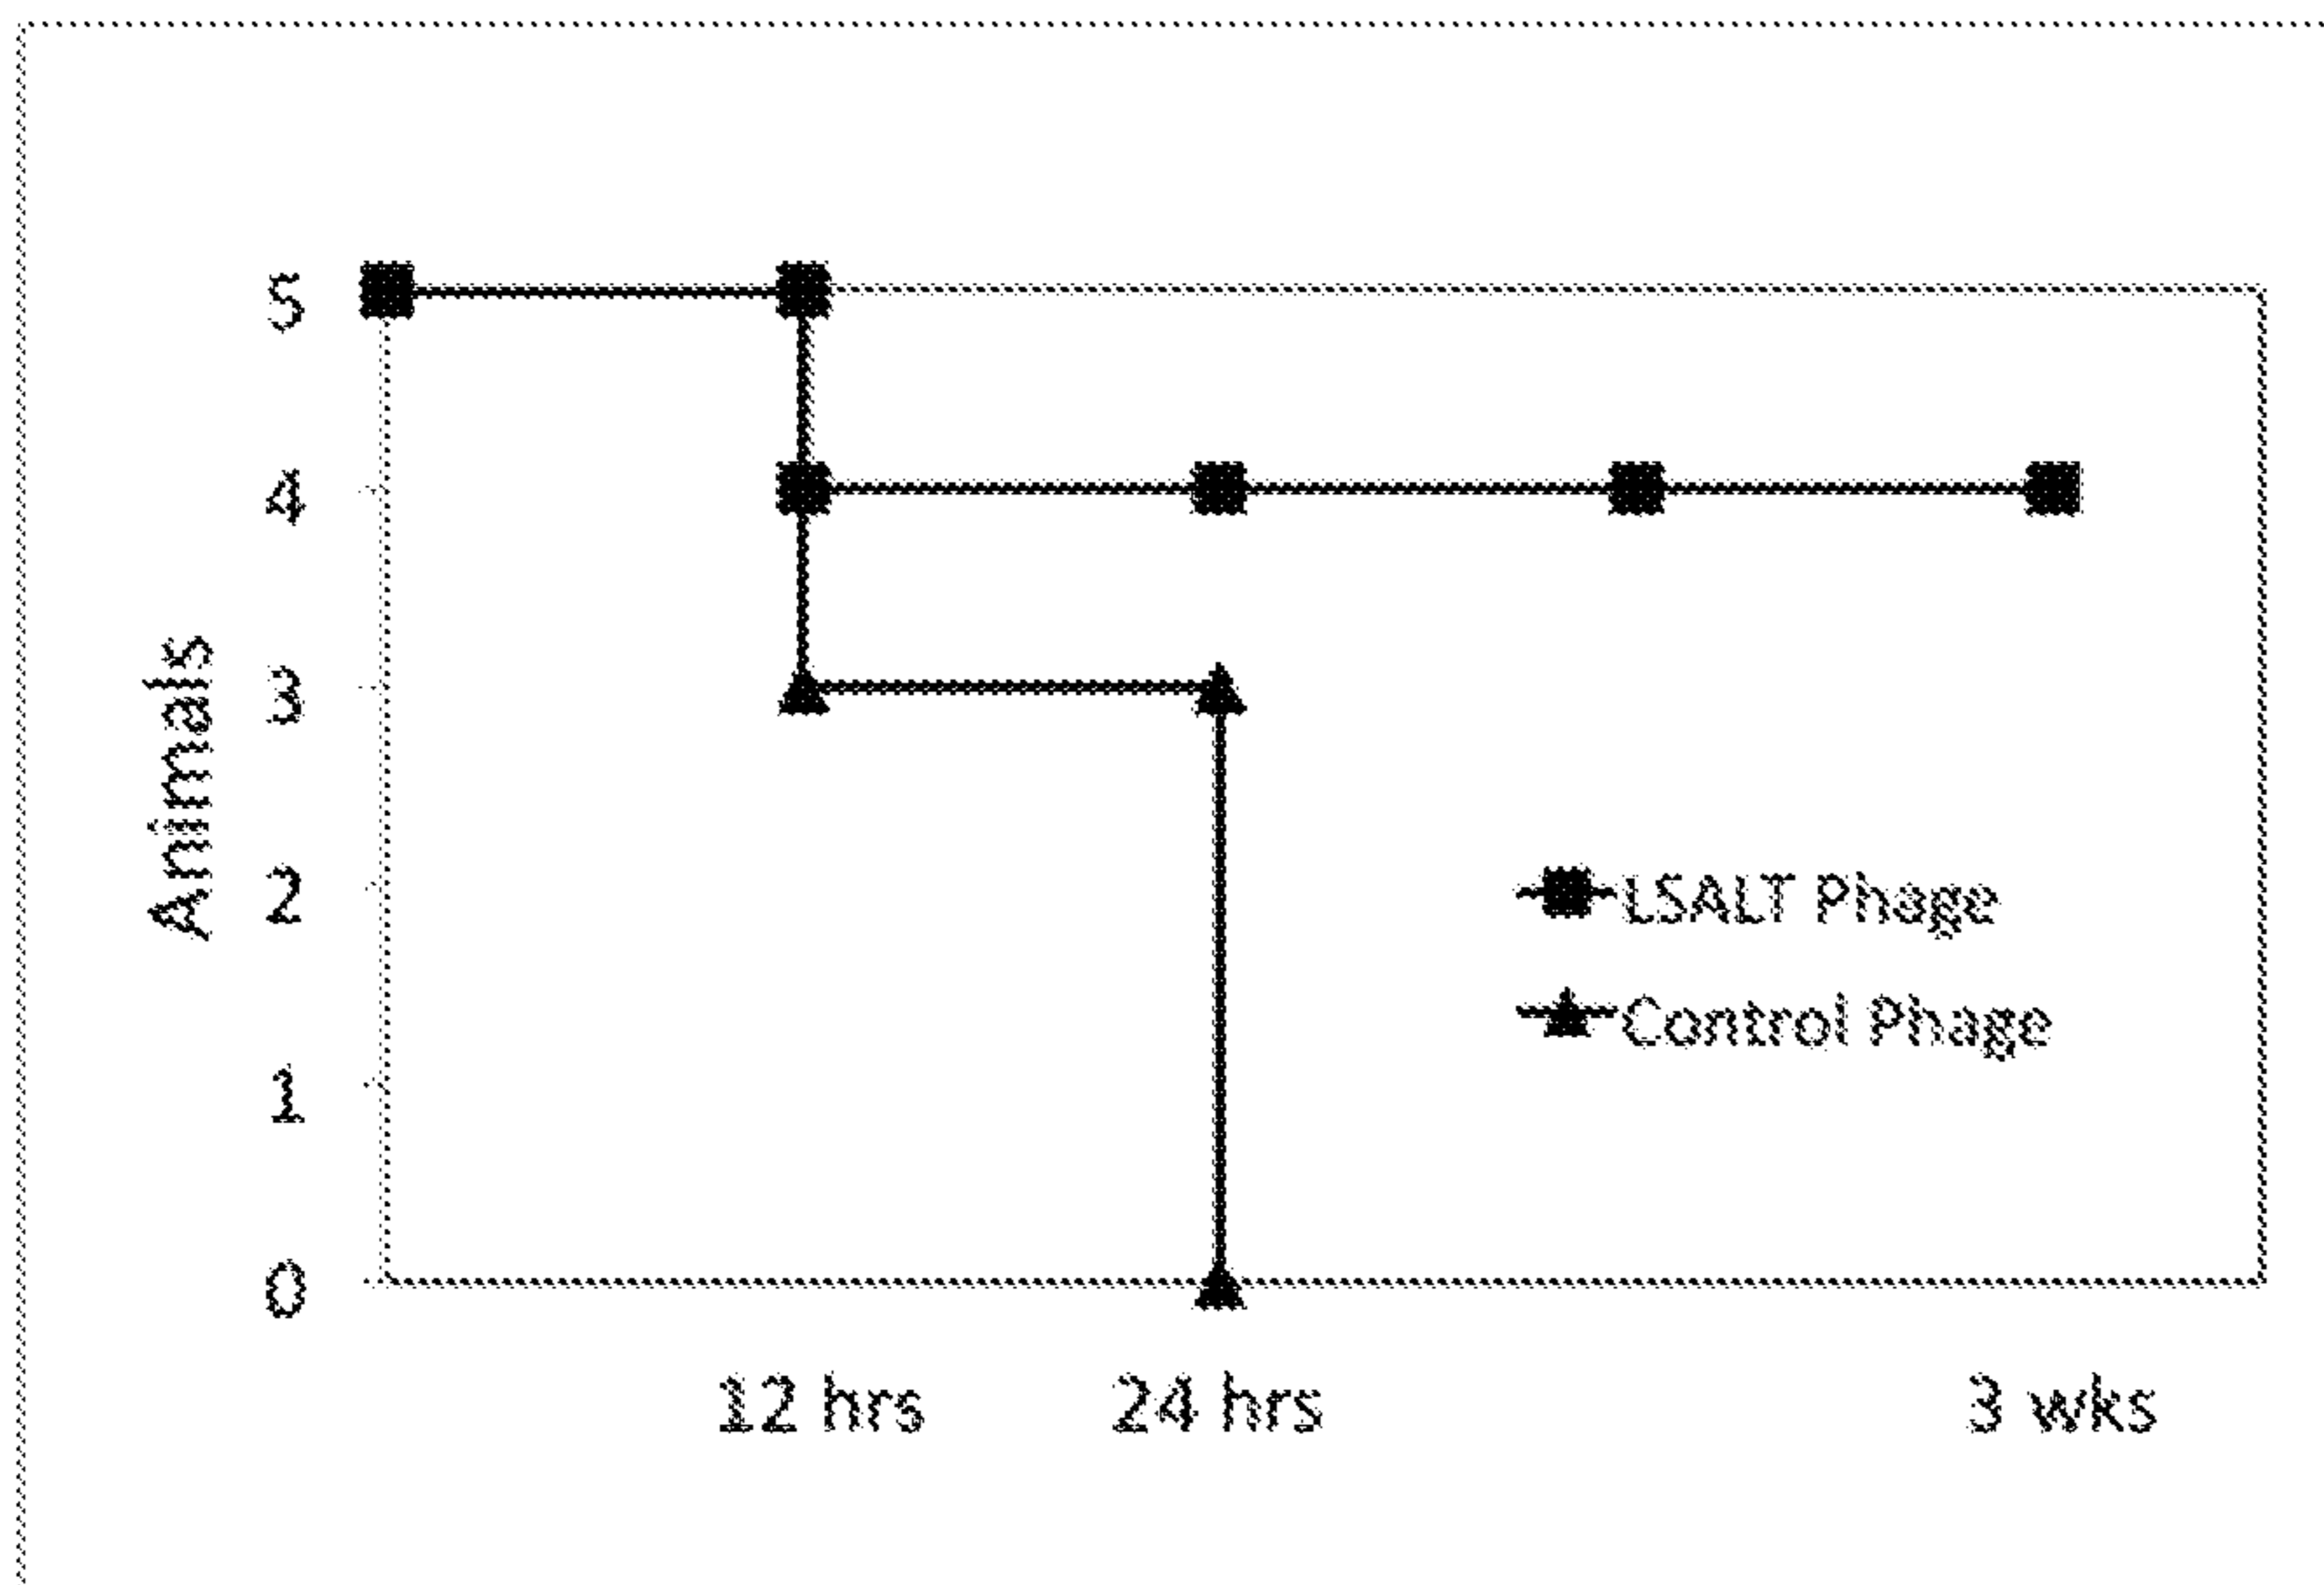 5
4
3
2
1
0
Animals
LSALT Phage
Control Phage
12 hrs
24 hrs
3 wks